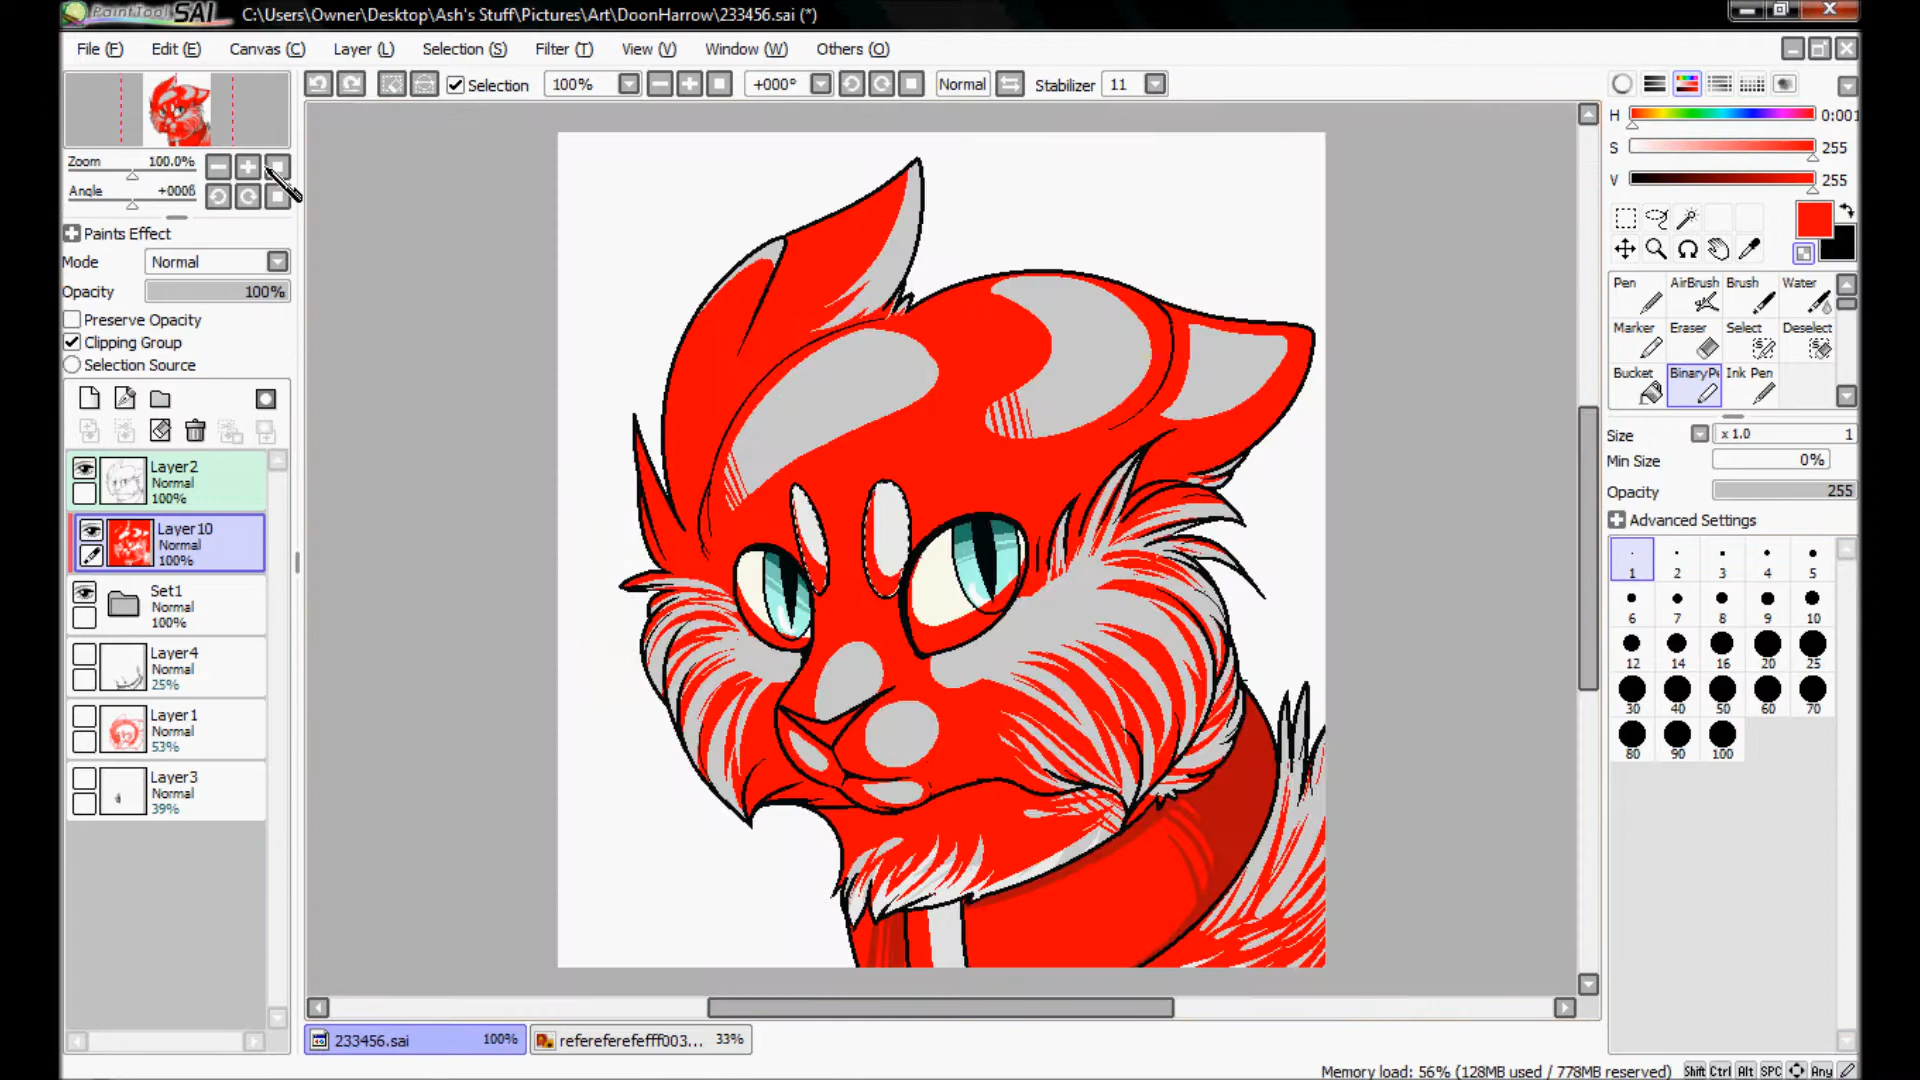 PaintTool SAI C:\Users\Owner\Desktop\Ash's Stuff\Pictures\Art\DoonHarrow\233456.sai (*)
File (F) Edit (E) Canvas (C) Layer (L) Selection (S) Filter (T) View (V) Window (W) Others (O)
Selection 100% +000° Normal Stabilizer 11
Zoom 100.0%
Angle +000ß
Paints Effect
Mode Normal
Opacity 100%
Preserve Opacity
Clipping Group
Selection Source
Layer2
Normal
100%
Layer10
Normal
100%
Set1
Normal
100%
Layer4
Normal
25%
Layer1
Normal
53%
Layer3
Normal
39%
H 0:001
S 255
V 255
Pen AirBrush Brush Water
Marker Eraser Select Deselect
Bucket BinaryPe Ink Pen
Size x 1.0 1
Min Size 0%
Opacity 255
Advanced Settings
1 2 3 4 5
6 7 8 9 10
12 14 16 20 25
30 40 50 60 70
80 90 100
233456.sai 100% refereferefefff003... 33%
Memory load: 56% (128MB used / 778MB reserved) Shift Ctrl Alt SPC Any